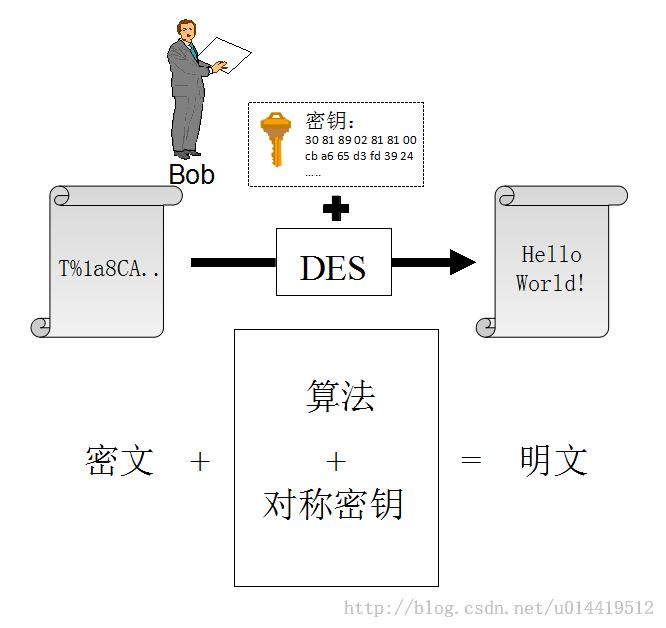 密钥：
30 81 89 02 81 81 00
cb a6 65 d3 fd 39 24
.....
Bob
T%1a8CA..
DES
Hello
World!
算法
密文 + + = 明文
对称密钥
http://blog.csdn.net/u014419512